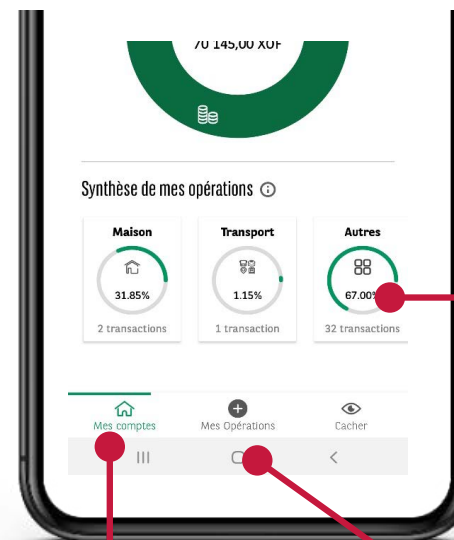 70 145,00 XOF
Synthèse de mes opérations
Maison
Transport
Autres
31.85%
1.15%
67.00%
2 transactions
1 transaction
32 transactions
Mes comptes
Mes Opérations
Cacher